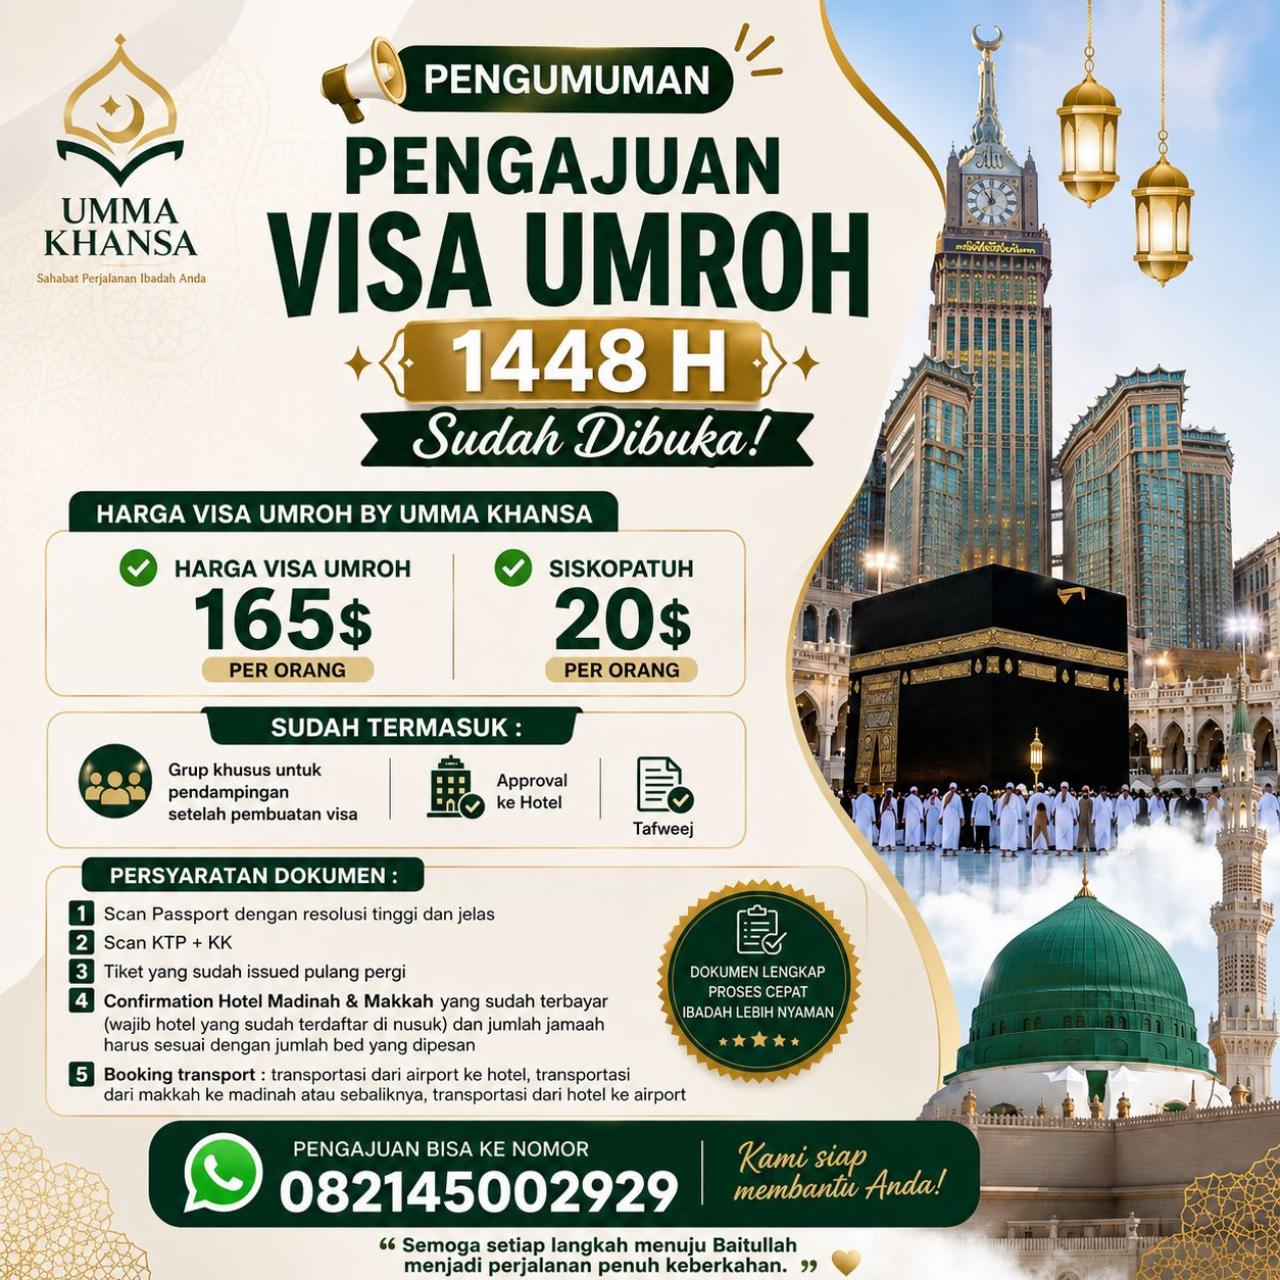 UMMA
KHANSA
Sahabat Perjalanan Ibadah Anda
PENGUMUMAN
PENGAJUAN
VISA UMROH
1448 H
Sudah Dibuka!
HARGA VISA UMROH BY UMMA KHANSA
HARGA VISA UMROH
165$
PER ORANG
SISKOPATUH
20$
PER ORANG
SUDAH TERMASUK :
Grup khusus untuk
pendampingan
setelah pembuatan visa
Approval
ke Hotel
Tafweej
PERSYARATAN DOKUMEN :
1 Scan Passport dengan resolusi tinggi dan jelas
2 Scan KTP + KK
3 Tiket yang sudah issued pulang pergi
4 Confirmation Hotel Madinah & Makkah yang sudah terbayar
(wajib hotel yang sudah terdaftar di nusuk) dan jumlah jamaah
harus sesuai dengan jumlah bed yang dipesan
5 Booking transport : transportasi dari airport ke hotel, transportasi
dari makkah ke madinah atau sebaliknya, transportasi dari hotel ke airport
DOKUMEN LENGKAP
PROSES CEPAT
IBADAH LEBIH NYAMAN
PENGAJUAN BISA KE NOMOR
082145002929
Kami siap
membantu Anda!
“ Semoga setiap langkah menuju Baitullah
menjadi perjalanan penuh keberkahan. ”